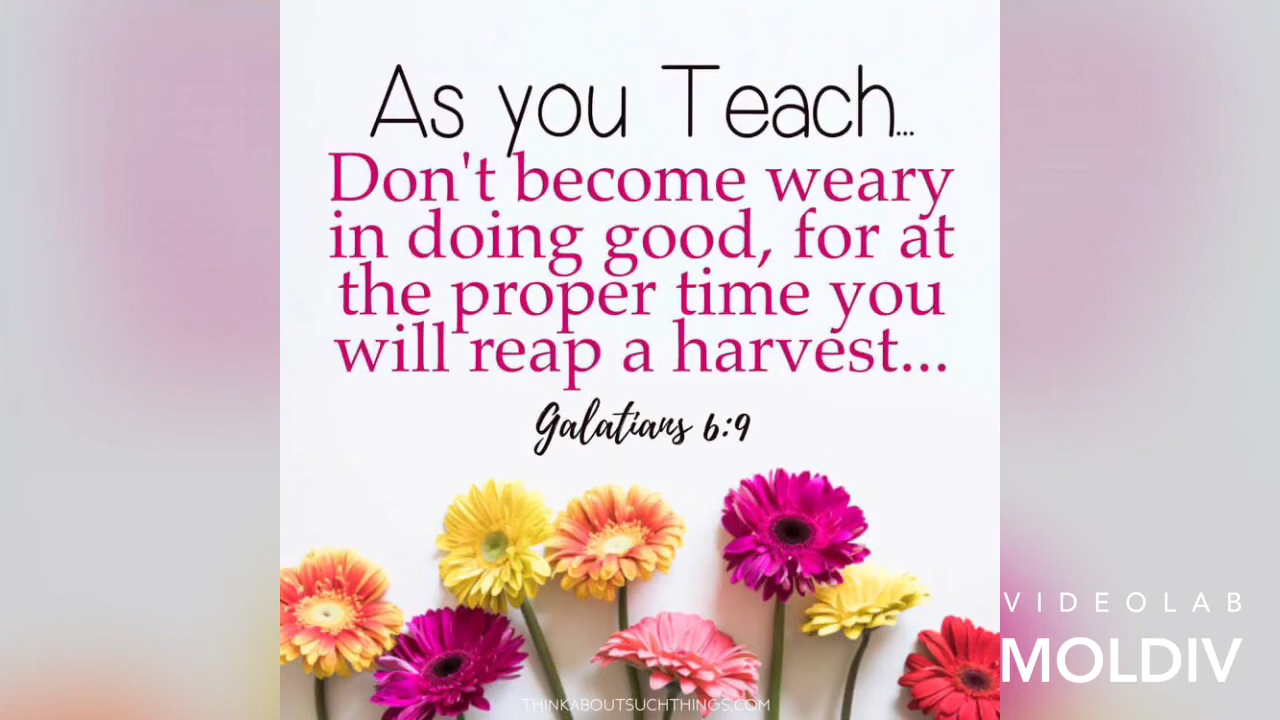 As you Teach...
Don't become weary
in doing good, for at
the proper time you
will reap a harvest...
Galatians 6:9
VIDEOLAB
MOLDIV
THINKABOUTSUCHTHINGS.COM